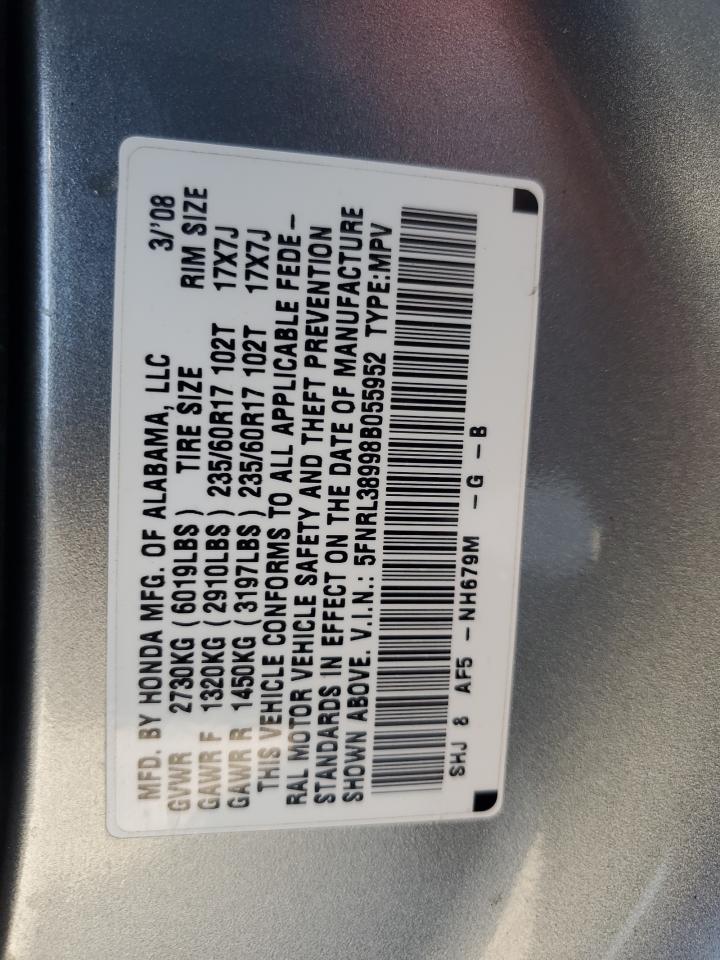 MFD. BY HONDA MFG. OF ALABAMA, LLC 3/'08
GVWR 2730KG (6019LBS) TIRE SIZE RIM SIZE
GAWR F 1320KG (2910LBS) 235/60R17 102T 17X7J
GAWR R 1450KG (3197LBS) 235/60R17 102T 17X7J
THIS VEHICLE CONFORMS TO ALL APPLICABLE FEDE-
RAL MOTOR VEHICLE SAFETY AND THEFT PREVENTION
STANDARDS IN EFFECT ON THE DATE OF MANUFACTURE
SHOWN ABOVE. V.I.N.: 5FNRL38998B055952 TYPE:MPV
SHJ 8 AF5 -NH679M -G -B